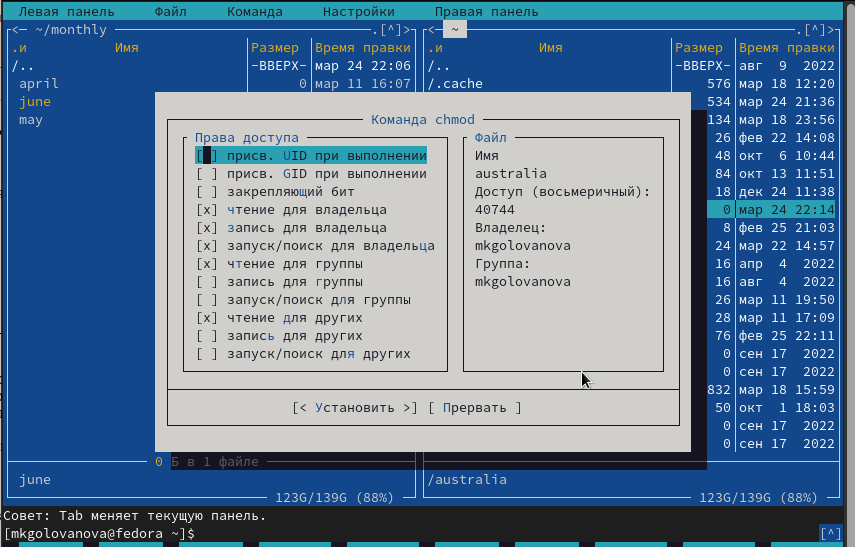 Левая панель Файл Команда Настройки Правая панель
<─ ~/monthly .[^]> <─ ~ .[^]>
.и Имя Размер Время правки .и Имя Размер Время правки
/.. -ВВЕРХ- мар 24 22:06 /.. -ВВЕРХ- авг 9 2022
april 0 мар 11 16:07 /.cache 576 мар 18 12:20
june 534 мар 24 21:36
may Команда chmod 134 мар 18 23:56
Права доступа Файл 26 фев 22 14:08
[ ] присв. UID при выполнении Имя 48 окт 6 10:44
[ ] присв. GID при выполнении australia 84 окт 13 11:51
[ ] закрепляющий бит Доступ (восьмеричный): 18 дек 24 11:38
[x] чтение для владельца 40744 0 мар 24 22:14
[x] запись для владельца Владелец: 8 фев 25 21:03
[x] запуск/поиск для владельца mkgolovanova 24 мар 22 14:57
[x] чтение для группы Группа: 16 апр 4 2022
[ ] запись для группы mkgolovanova 16 авг 4 2022
[ ] запуск/поиск для группы 26 мар 11 19:50
[x] чтение для других 28 мар 11 17:09
[ ] запись для других 76 фев 25 22:11
[ ] запуск/поиск для других 0 сен 17 2022
0 сен 17 2022
832 мар 18 15:59
[< Установить >] [ Прервать ] 50 окт 1 18:03
0 сен 17 2022
0 сен 17 2022
0 Б в 1 файле
june /australia
123G/139G (88%) 123G/139G (88%)
Совет: Tab меняет текущую панель.
[mkgolovanova@fedora ~]$ [^]